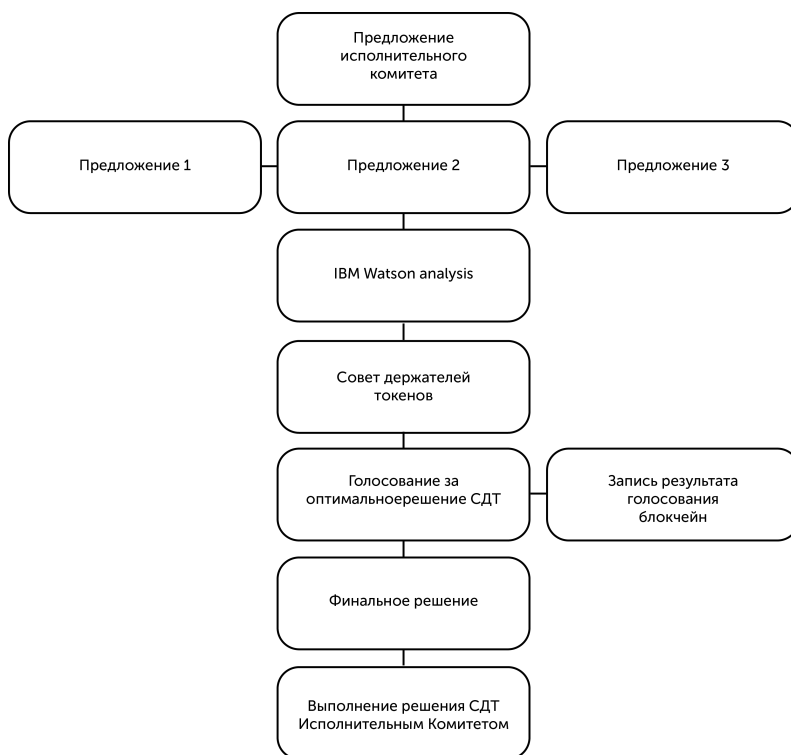 Предложение
исполнительного
комитета
Предложение 1
Предложение 2
Предложение 3
IBM Watson analysis
Совет держателей
токенов
Голосование за
оптимальноерешение СДТ
Запись результата
голосования
блокчейн
Финальное решение
Выполнение решения СДТ
Исполнительным Комитетом